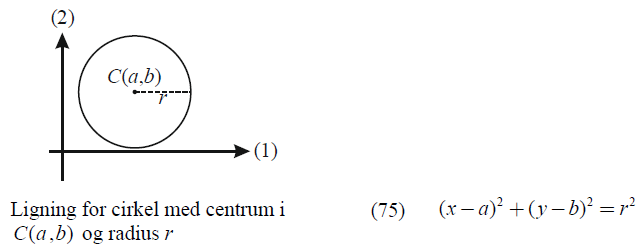 (2)
C(a,b)
r
(1)
Ligning for cirkel med centrum i
C(a,b) og radius r
(75) (x − a)² + (y − b)² = r²